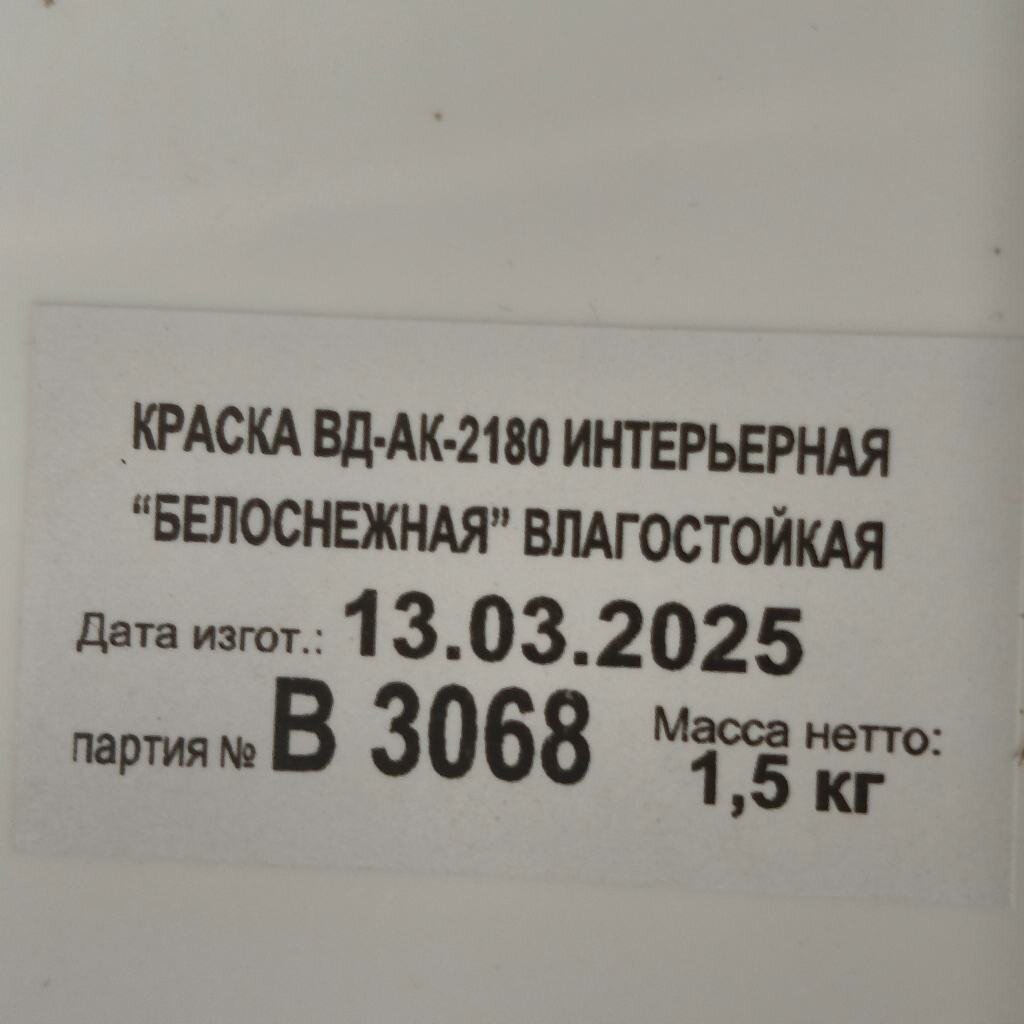 КРАСКА ВД-АК-2180 ИНТЕРЬЕРНАЯ
“БЕЛОСНЕЖНАЯ” ВЛАГОСТОЙКАЯ
Дата изгот.: 13.03.2025
партия № В 3068
Масса нетто:
1,5 кг